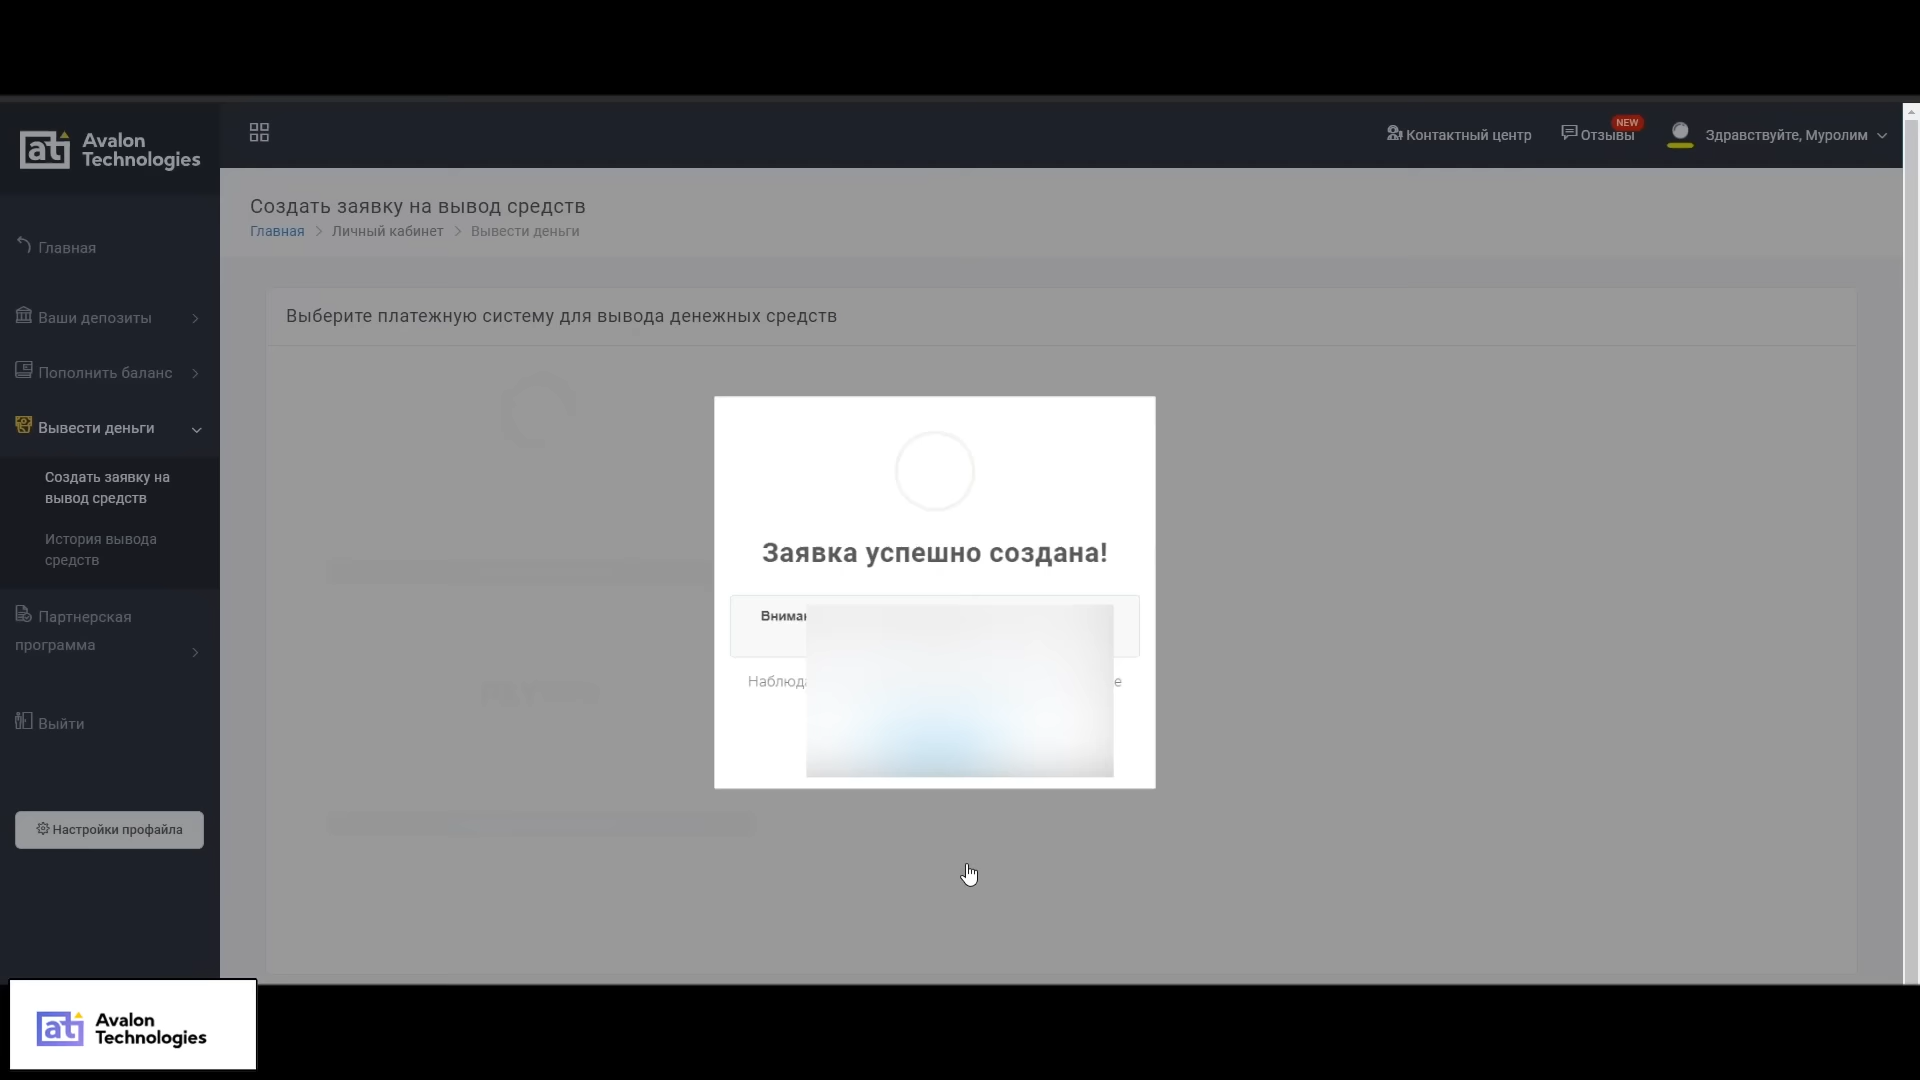 Avalon
Technologies
Контактный центр
Отзывы
NEW
Здравствуйте, Муролим
Создать заявку на вывод средств
Главная > Личный кабинет > Вывести деньги
Главная
Ваши депозиты
Пополнить баланс
Вывести деньги
Создать заявку на
вывод средств
История вывода
средств
Партнерская
программа
Выйти
Настройки профайла
Выберите платежную систему для вывода денежных средств
Заявка успешно создана!
Avalon
Technologies